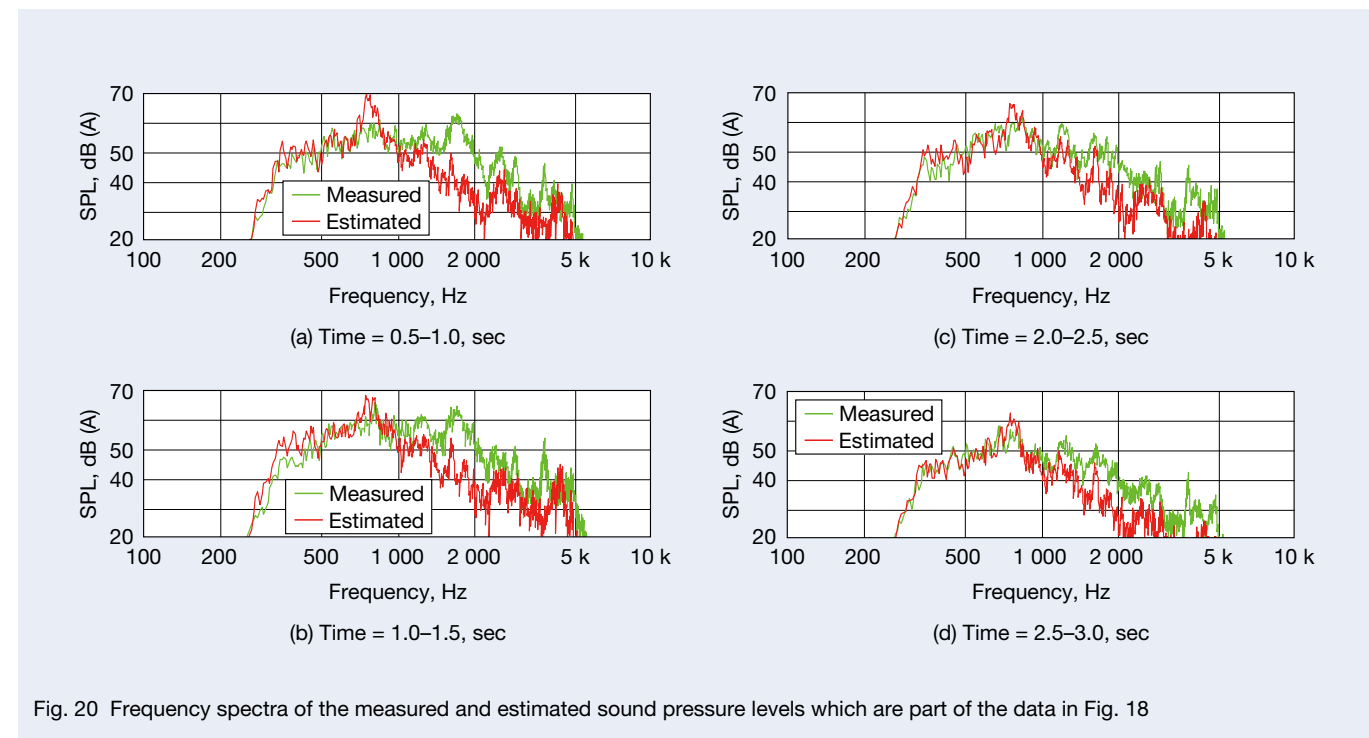 70
50
40
20
SPL, dB (A)
Measured
Estimated
100 200 500 1 000 2 000 5 k 10 k
Frequency, Hz
(a) Time = 0.5–1.0, sec
70
50
40
20
SPL, dB (A)
Measured
Estimated
100 200 500 1 000 2 000 5 k 10 k
Frequency, Hz
(b) Time = 1.0–1.5, sec
70
50
40
20
SPL, dB (A)
100 200 500 1 000 2 000 5 k 10 k
Frequency, Hz
(c) Time = 2.0–2.5, sec
70
50
40
20
SPL, dB (A)
Measured
Estimated
100 200 500 1 000 2 000 5 k 10 k
Frequency, Hz
(d) Time = 2.5–3.0, sec
Fig. 20 Frequency spectra of the measured and estimated sound pressure levels which are part of the data in Fig. 18